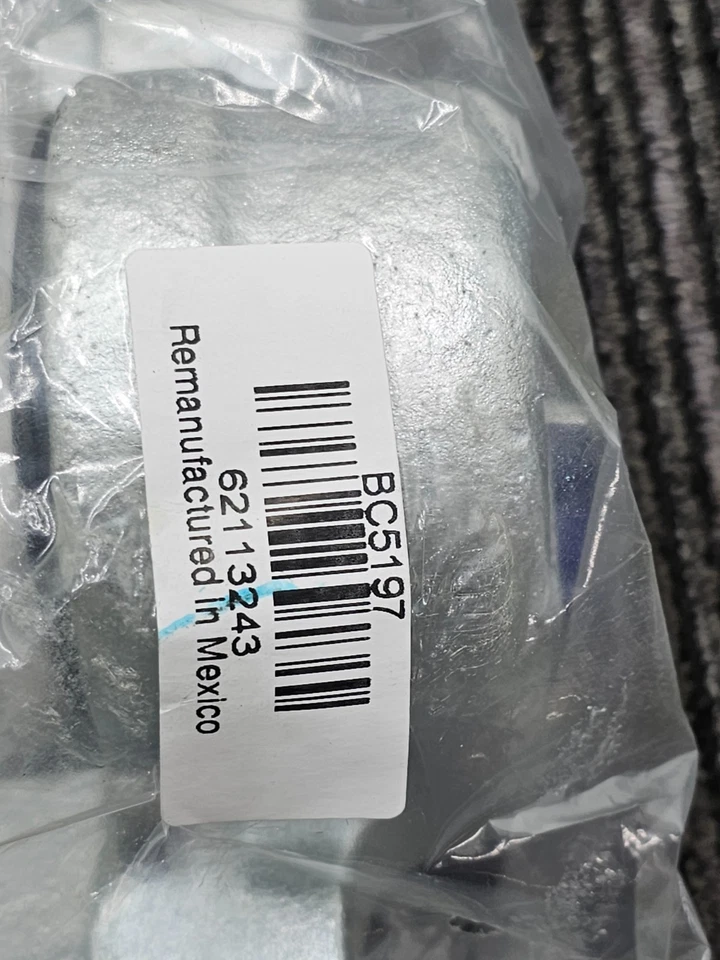 BC5197
62113243
Remanufactured in Mexico